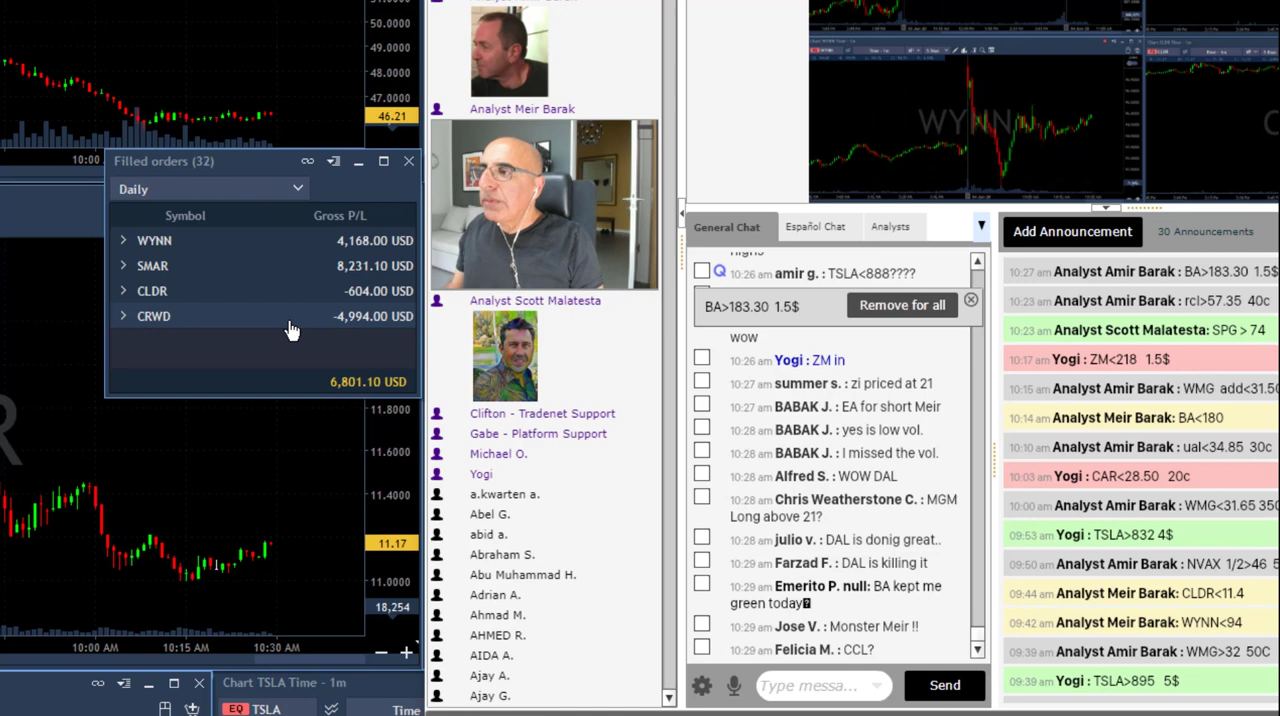 50.0000
49.0000
48.0000
47.0000
46.21
10:00
Filled orders (32)
Daily
Symbol Gross P/L
WYNN 4,168.00 USD
SMAR 8,231.10 USD
CLDR -604.00 USD
CRWD -4,994.00 USD
6,801.10 USD
11.8000
11.4000
11.17
11.0000
18,254
10:00 AM 10:15 AM 10:30 AM
Chart TSLA Time - 1m
EQ TSLA
Time
Analyst Meir Barak
Analyst Scott Malatesta
Clifton - Tradenet Support
Gabe - Platform Support
Michael O.
Yogi
a.kwarten a.
Abel G.
abid a.
Abraham S.
Abu Muhammad H.
Adrian A.
Ahmad M.
AHMED R.
AIDA A.
Ajay A.
Ajay G.
WYNN
General Chat Español Chat Analysts
10:26 am amir g. : TSLA<888????
BA>183.30 1.5$ Remove for all
wow
10:26 am Yogi : ZM in
10:27 am summer s. : zi priced at 21
10:27 am BABAK J. : EA for short Meir
10:28 am BABAK J. : yes is low vol.
10:28 am BABAK J. : I missed the vol.
10:28 am Alfred S. : WOW DAL
10:28 am Chris Weatherstone C. : MGM
Long above 21?
10:28 am julio v. : DAL is donig great..
10:29 am Farzad F. : DAL is killing it
10:29 am Emerito P. null: BA kept me
green today
10:29 am Jose V. : Monster Meir !!
10:29 am Felicia M. : CCL?
Type messa...
Send
Add Announcement 30 Announcements
10:27 am Analyst Amir Barak : BA>183.30 1.5$
10:23 am Analyst Amir Barak : rcl>57.35 40c
10:23 am Analyst Scott Malatesta: SPG > 74
10:17 am Yogi : ZM<218 1.5$
10:15 am Analyst Amir Barak : WMG add<31.50
10:14 am Analyst Meir Barak: BA<180
10:10 am Analyst Amir Barak : ual<34.85 30c
10:03 am Yogi : CAR<28.50 20c
10:00 am Analyst Amir Barak : WMG<31.65 350
09:53 am Yogi : TSLA>832 4$
09:50 am Analyst Amir Barak : NVAX 1/2>46 5
09:44 am Analyst Meir Barak: CLDR<11.4
09:42 am Analyst Meir Barak: WYNN<94
09:39 am Analyst Amir Barak : WMG>32 50C
09:39 am Yogi : TSLA>895 5$